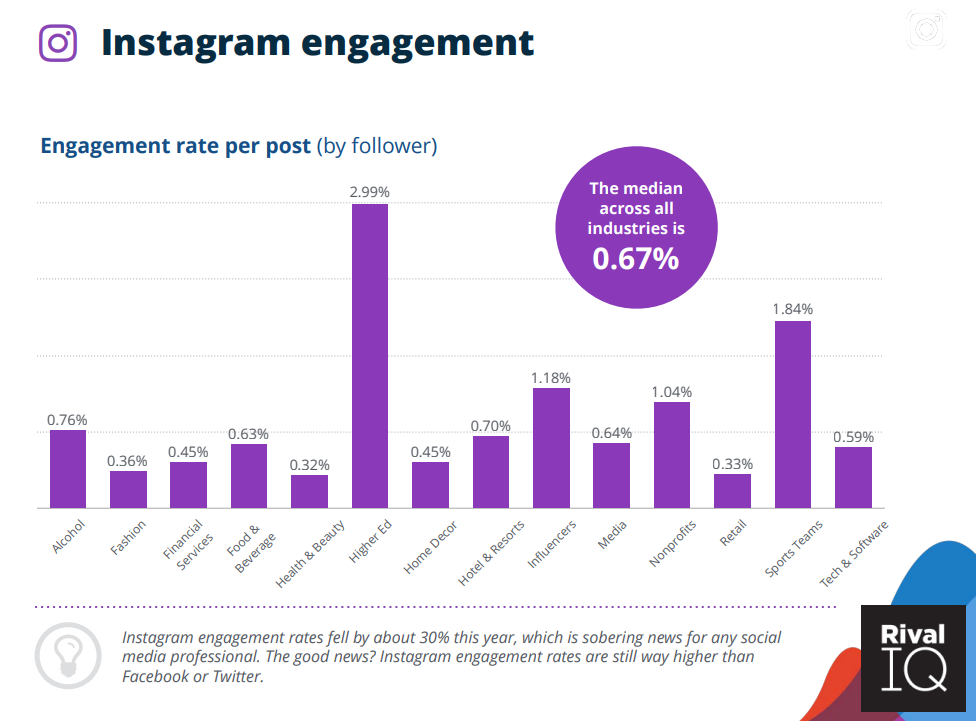 Instagram engagement
Engagement rate per post (by follower)
The median
across all
industries is
0.67%
2.99%
1.84%
1.18%
1.04%
0.76%
0.70%
0.63%
0.64%
0.59%
0.45%
0.45%
0.36%
0.32%
0.33%
Alcohol
Fashion
Financial
Services
Food &
Beverage
Health & Beauty
Higher Ed
Home Decor
Hotel & Resorts
Influencers
Media
Nonprofits
Retail
Sports Teams
Tech & Software
Instagram engagement rates fell by about 30% this year, which is sobering news for any social
media professional. The good news? Instagram engagement rates are still way higher than
Facebook or Twitter.
Rival
IQ